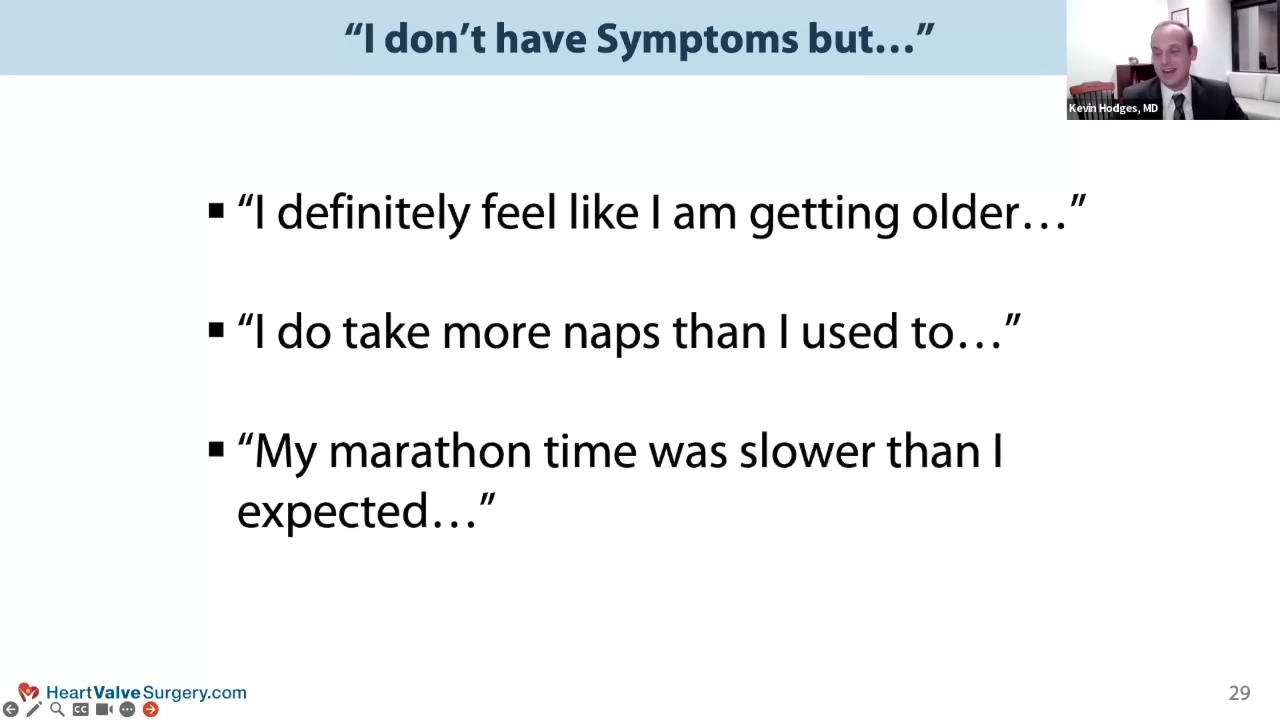 “I don’t have Symptoms but…”
Kevin Hodges, MD
▪ “I definitely feel like I am getting older…”
▪ “I do take more naps than I used to…”
▪ “My marathon time was slower than I
expected…”
HeartValveSurgery.com
29
CC